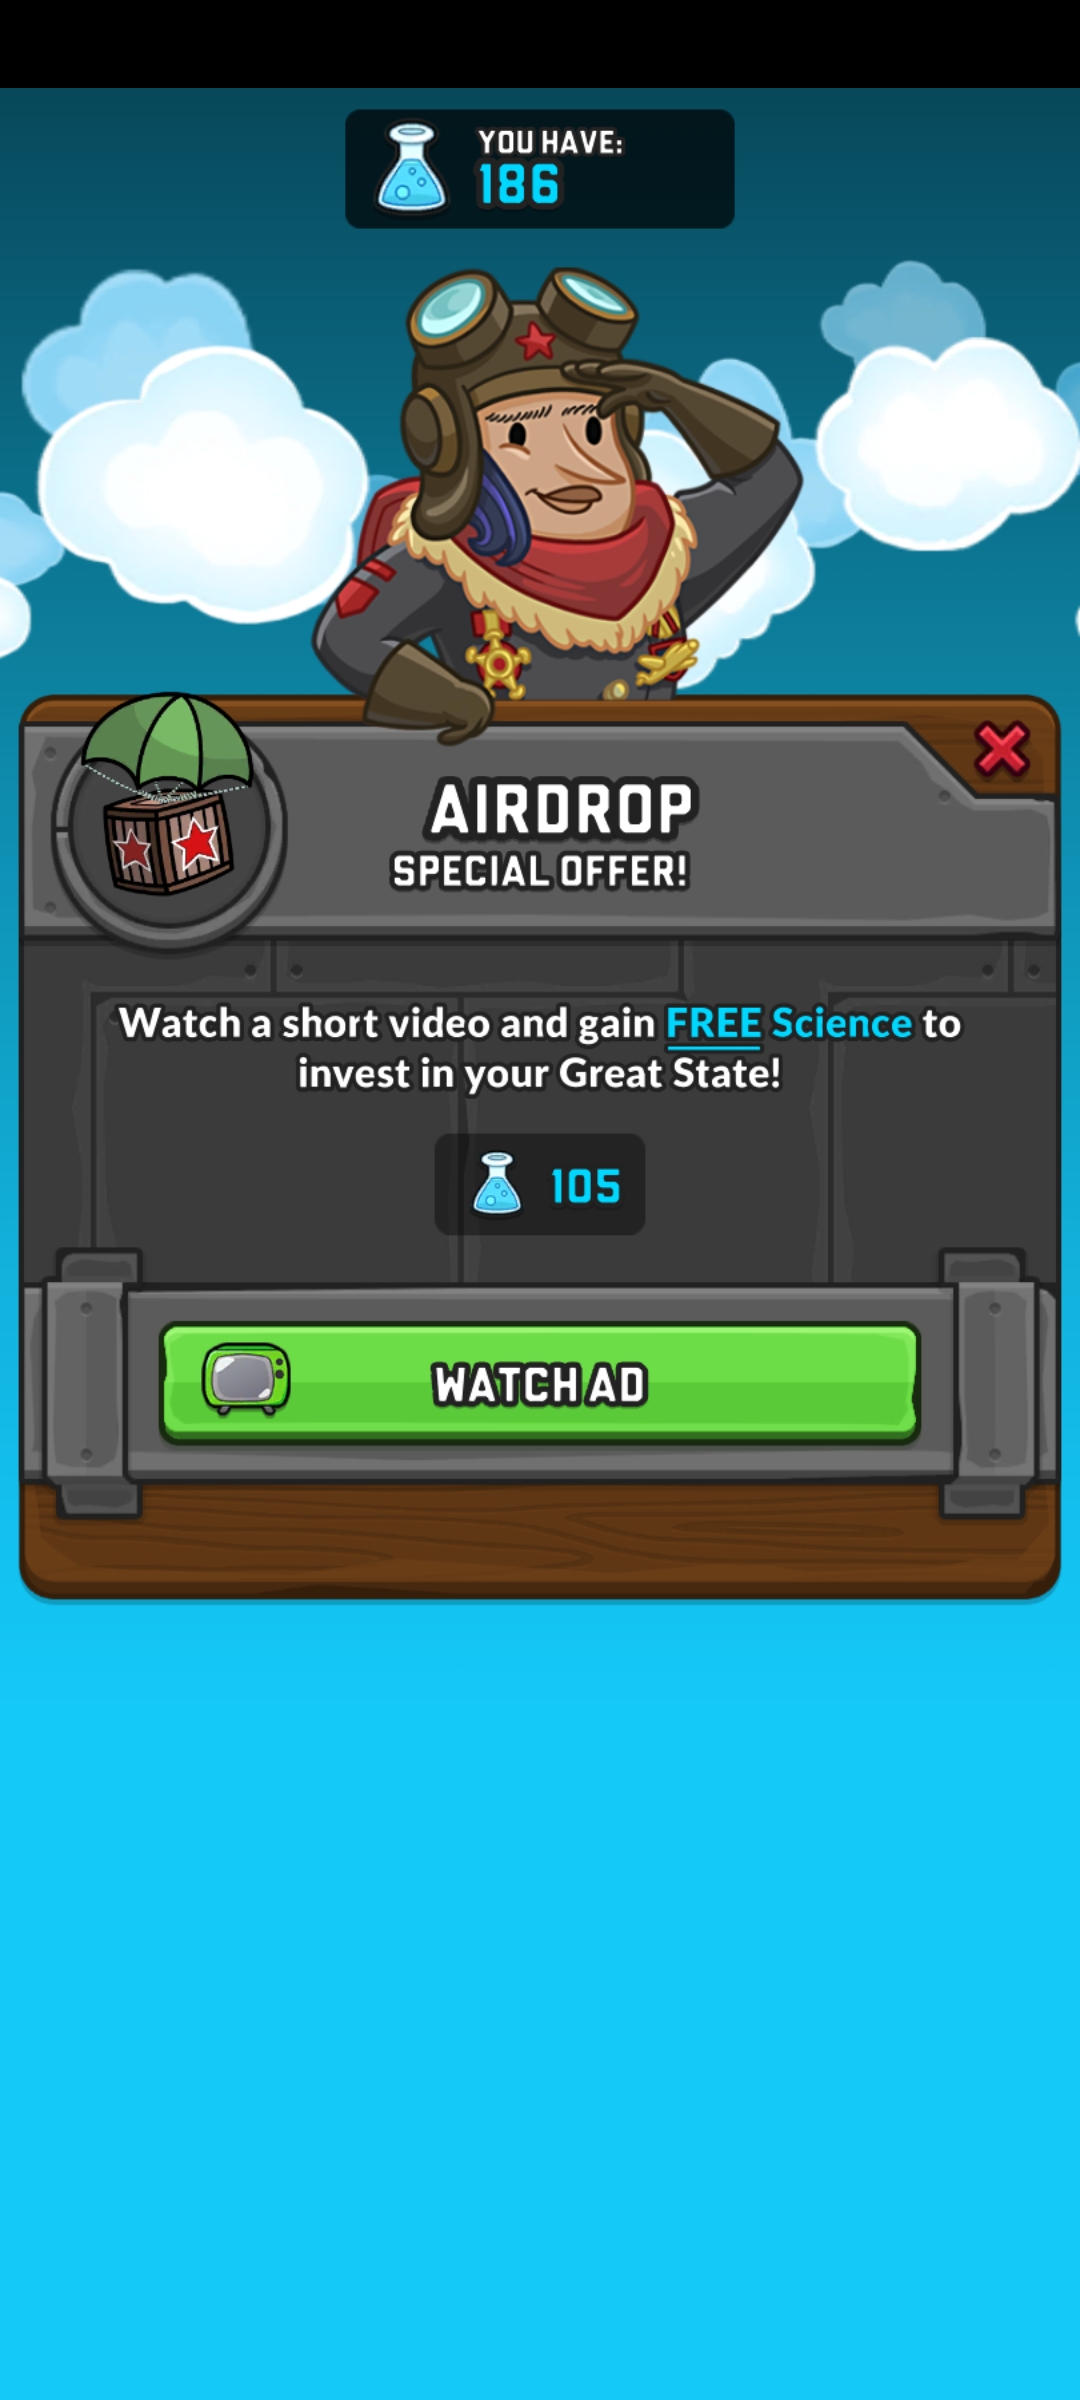 YOU HAVE:
186
AIRDROP
SPECIAL OFFER!
Watch a short video and gain FREE Science to
invest in your Great State!
105
WATCH AD